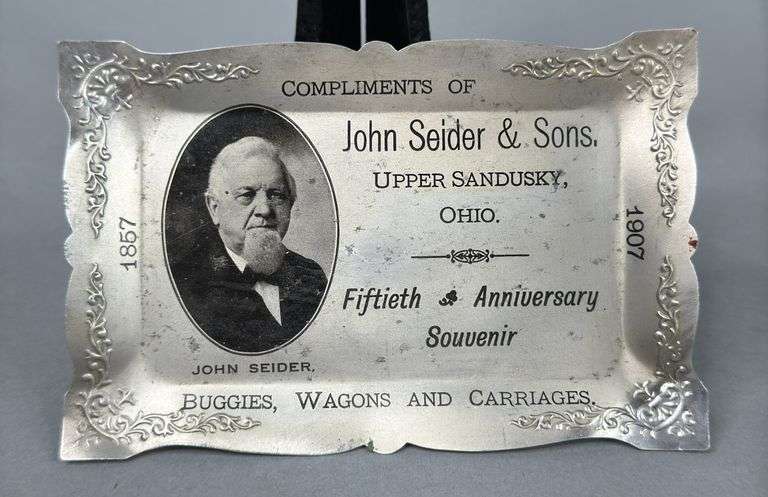 COMPLIMENTS OF
John Seider & Sons.
UPPER SANDUSKY,
OHIO.
1857
1907
Fiftieth Anniversary
Souvenir
JOHN SEIDER.
BUGGIES, WAGONS AND CARRIAGES.